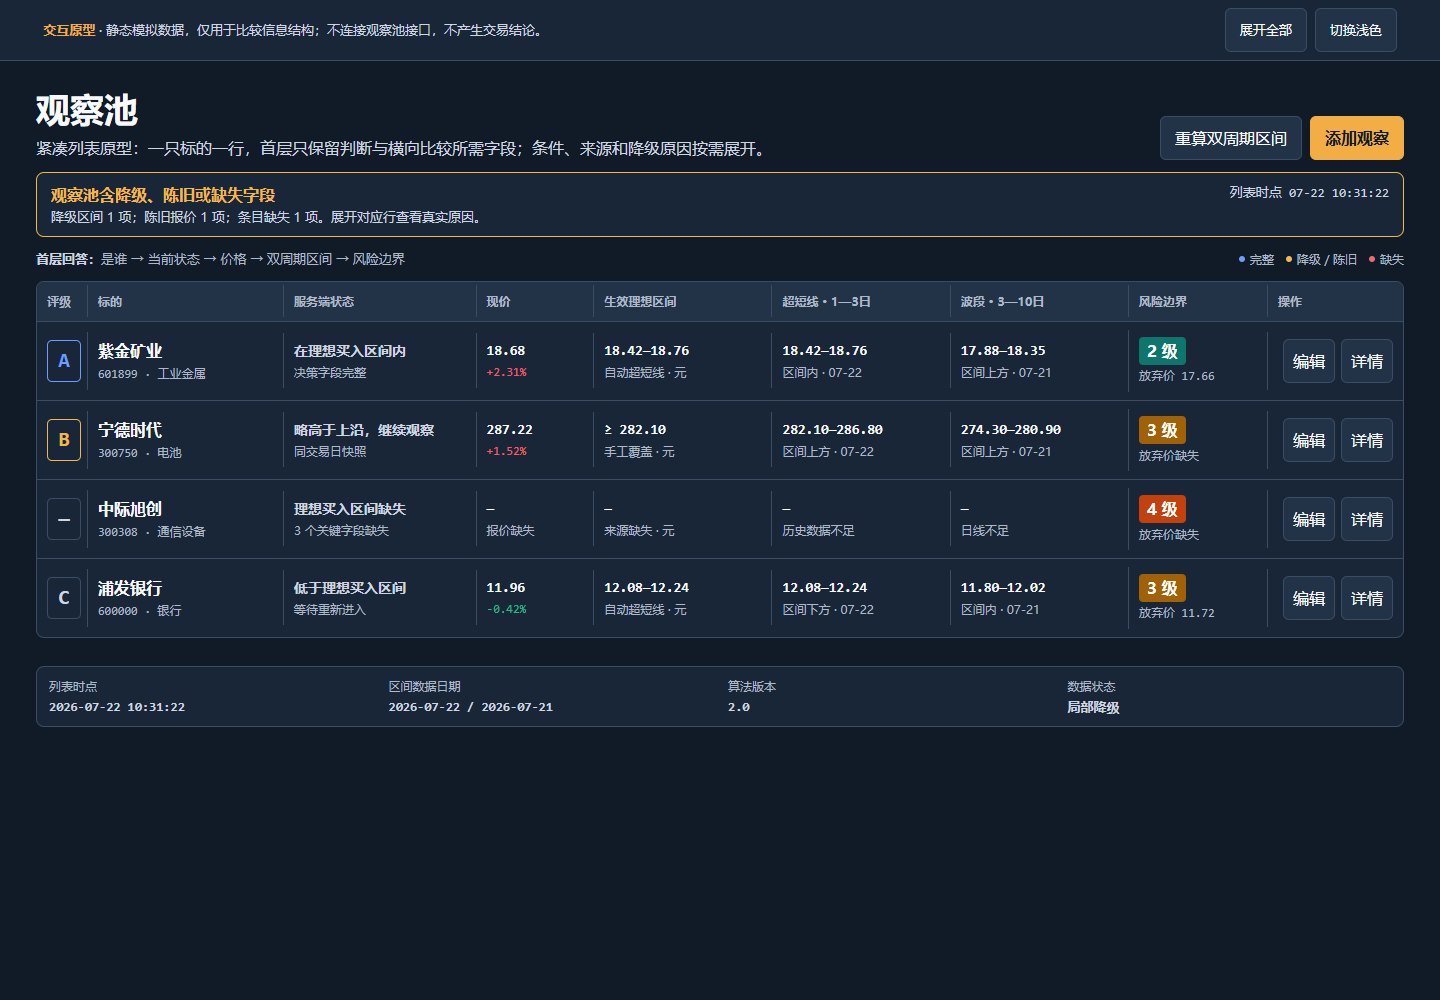 交互原型 · 静态模拟数据，仅用于比较信息结构；不连接观察池接口，不产生交易结论。
展开全部 切换浅色
观察池
紧凑列表原型：一只标的一行，首层只保留判断与横向比较所需字段；条件、来源和降级原因按需展开。
重算双周期区间 添加观察
观察池含降级、陈旧或缺失字段
列表时点 07-22 10:31:22
降级区间 1 项；陈旧报价 1 项；条目缺失 1 项。展开对应行查看真实原因。
首层回答：是谁 → 当前状态 → 价格 → 双周期区间 → 风险边界
完整 降级 / 陈旧 缺失
评级 标的 服务端状态 现价 生效理想区间 超短线 • 1—3日 波段 • 3—10日 风险边界 操作
A 紫金矿业 在理想买入区间内 18.68 18.42—18.76 18.42—18.76 17.88—18.35 2 级 编辑 详情
601899 · 工业金属 决策字段完整 +2.31% 自动超短线 · 元 区间内 · 07-22 区间上方 · 07-21 放弃价 17.66
B 宁德时代 略高于上沿，继续观察 287.22 ≥ 282.10 282.10—286.80 274.30—280.90 3 级 编辑 详情
300750 · 电池 同交易日快照 +1.52% 手工覆盖 · 元 区间上方 · 07-22 区间上方 · 07-21 放弃价缺失
— 中际旭创 理想买入区间缺失 — — — — 4 级 编辑 详情
300308 · 通信设备 3 个关键字段缺失 报价缺失 来源缺失 · 元 历史数据不足 日线不足 放弃价缺失
C 浦发银行 低于理想买入区间 11.96 12.08—12.24 12.08—12.24 11.80—12.02 3 级 编辑 详情
600000 · 银行 等待重新进入 -0.42% 自动超短线 · 元 区间下方 · 07-22 区间内 · 07-21 放弃价 11.72
列表时点 区间数据日期 算法版本 数据状态
2026-07-22 10:31:22 2026-07-22 / 2026-07-21 2.0 局部降级